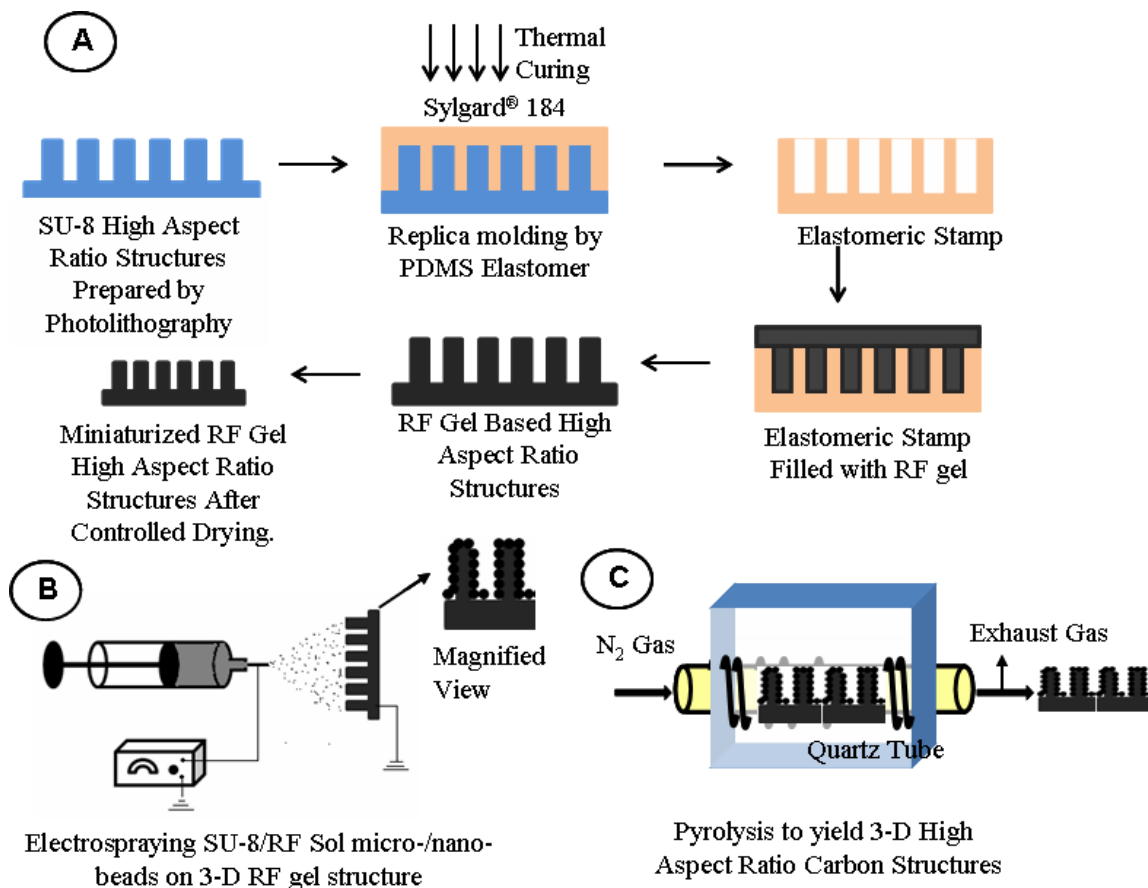 A
Thermal
Curing
Sylgard® 184
SU-8 High Aspect
Ratio Structures
Prepared by
Photolithography
Replica molding by
PDMS Elastomer
Elastomeric Stamp
Miniaturized RF Gel
High Aspect Ratio
Structures After
Controlled Drying.
RF Gel Based High
Aspect Ratio
Structures
Elastomeric Stamp
Filled with RF gel
B
Magnified
View
Electrospraying SU-8/RF Sol micro-/nano-
beads on 3-D RF gel structure
C
N₂ Gas
Exhaust Gas
Quartz Tube
Pyrolysis to yield 3-D High
Aspect Ratio Carbon Structures